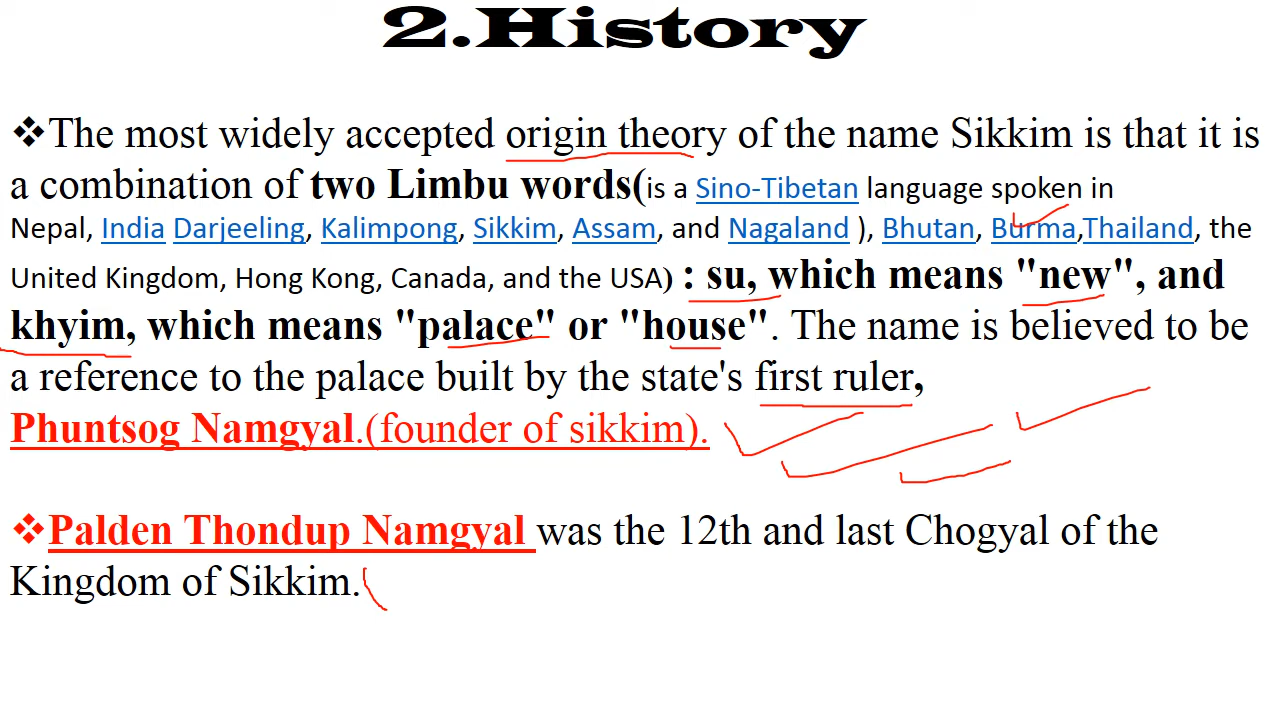 2.History
❖The most widely accepted origin theory of the name Sikkim is that it is
a combination of two Limbu words(is a Sino-Tibetan language spoken in
Nepal, India Darjeeling, Kalimpong, Sikkim, Assam, and Nagaland ), Bhutan, Burma,Thailand, the
United Kingdom, Hong Kong, Canada, and the USA) : su, which means "new", and
khyim, which means "palace" or "house". The name is believed to be
a reference to the palace built by the state's first ruler,
Phuntsog Namgyal.(founder of sikkim).
❖Palden Thondup Namgyal was the 12th and last Chogyal of the
Kingdom of Sikkim.